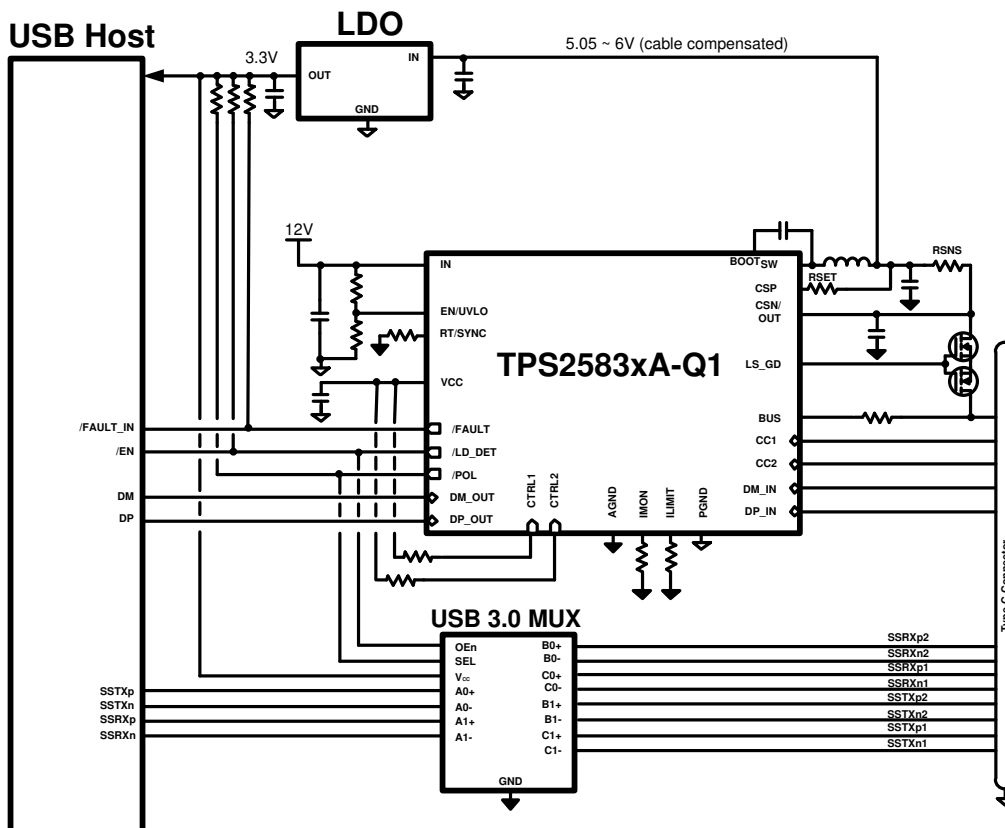 USB Host
LDO
5.05 ~ 6V (cable compensated)
3.3V
OUT
IN
GND
12V
BOOT
SW
RSNS
IN
CSP
RSET
EN/UVLO
CSN/
OUT
RT/SYNC
TPS2583xA-Q1
LS_GD
VCC
BUS
/FAULT_IN
/FAULT
CC1
/EN
/LD_DET
CC2
/POL
DM
DM_OUT
DM_IN
DP
DP_OUT
DP_IN
CTRL1
CTRL2
AGND
IMON
ILIMIT
PGND
Type C Connector
USB 3.0 MUX
OEn
SEL
Vcc
A0+
A0-
A1+
A1-
B0+
B0-
C0+
C0-
B1+
B1-
C1+
C1-
GND
SSTXp
SSTXn
SSRXp
SSRXn
SSRXp2
SSRXn2
SSRXp1
SSRXn1
SSTXp2
SSTXn2
SSTXp1
SSTXn1